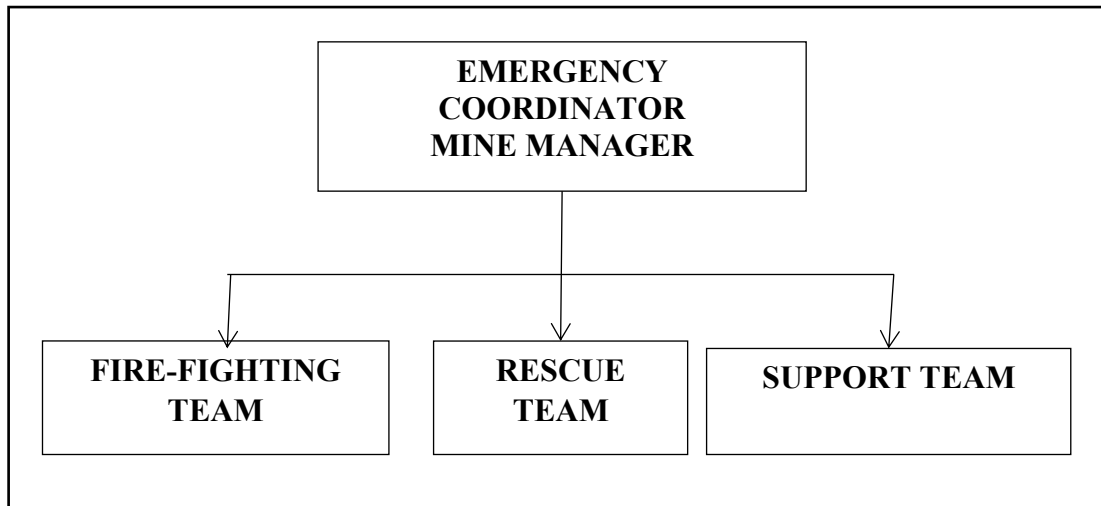 EMERGENCY
COORDINATOR
MINE MANAGER
FIRE-FIGHTING
TEAM
RESCUE
TEAM
SUPPORT TEAM